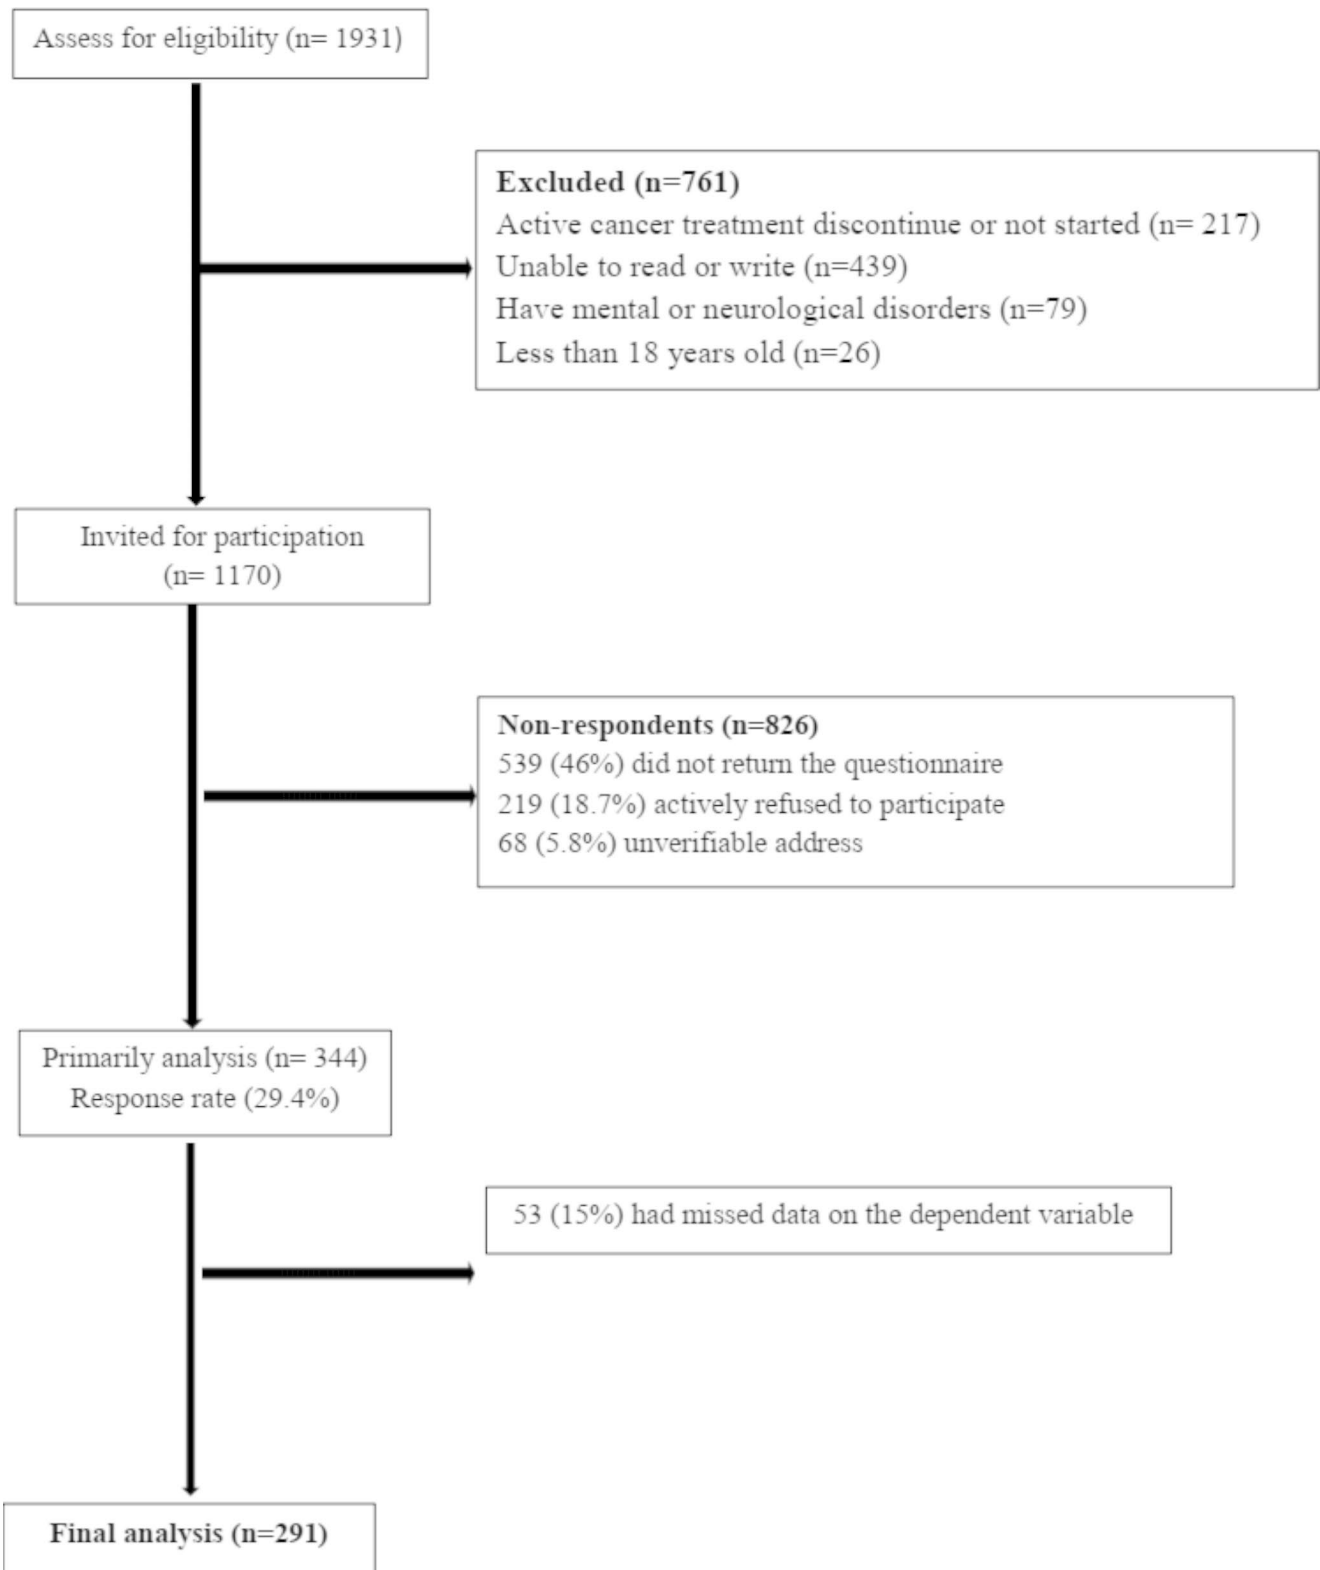 Assess for eligibility (n= 1931)
Excluded (n=761)
Active cancer treatment discontinue or not started (n= 217)
Unable to read or write (n=439)
Have mental or neurological disorders (n=79)
Less than 18 years old (n=26)
Invited for participation
(n= 1170)
Non-respondents (n=826)
539 (46%) did not return the questionnaire
219 (18.7%) actively refused to participate
68 (5.8%) unverifiable address
Primarily analysis (n= 344)
Response rate (29.4%)
53 (15%) had missed data on the dependent variable
Final analysis (n=291)